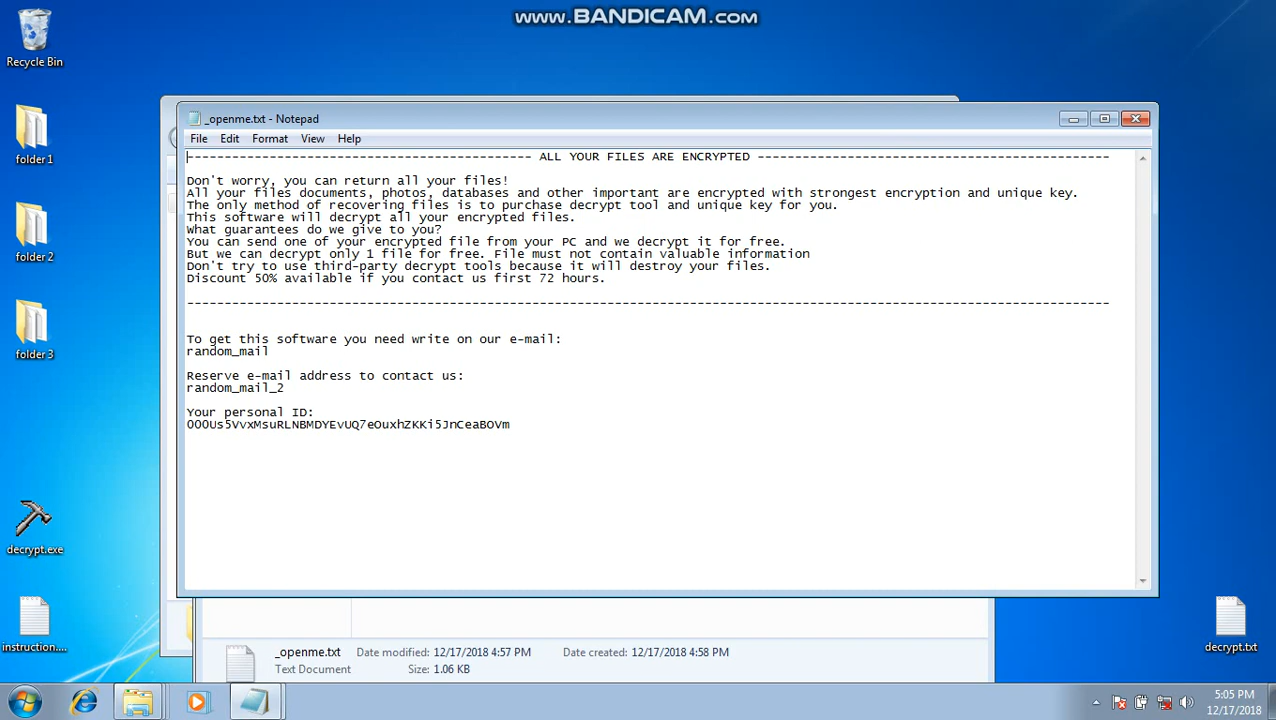 www.BANDICAM.com
Recycle Bin
folder1
folder 2
folder 3
decrypt.exe
instruction....
_openme.txt - Notepad
File Edit Format View Help
--------------------------------------------- ALL YOUR FILES ARE ENCRYPTED -----------------------------------------------
Don't worry, you can return all your files!
All your files documents, photos, databases and other important are encrypted with strongest encryption and unique key.
The only method of recovering files is to purchase decrypt tool and unique key for you.
This software will decrypt all your encrypted files.
What guarantees do we give to you?
You can send one of your encrypted file from your PC and we decrypt it for free.
But we can decrypt only 1 file for free. File must not contain valuable information
Don't try to use third-party decrypt tools because it will destroy your files.
Discount 50% available if you contact us first 72 hours.
---------------------------------------------------------------------------------------------------------------------------
To get this software you need write on our e-mail:
random_mail
Reserve e-mail address to contact us:
random_mail_2
Your personal ID:
000Us5VvxMsuRLNBMDYEvUQ7eOuxhZKKi5JnCeaBOVm
_openme.txt Date modified: 12/17/2018 4:57 PM Date created: 12/17/2018 4:58 PM
Text Document Size: 1.06 KB
decrypt.txt
5:05 PM
12/17/2018